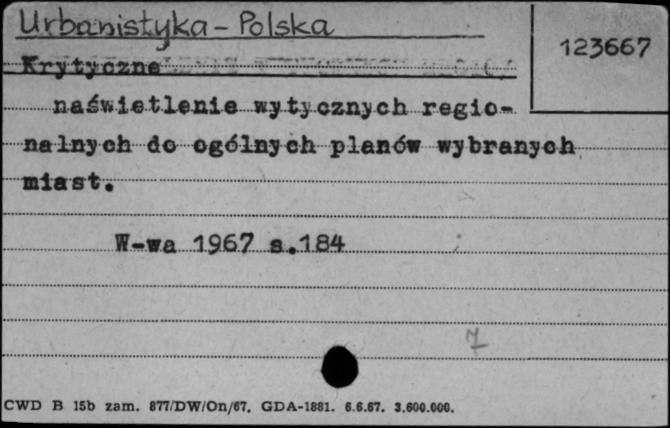 Urbanistyka - Polska
123667
Krytyczne
naświetlenie wytycznych regio-
nalnych do ogólnych planów wybranych
miast.
W-wa 1967 s.184
7
CWD B 15b zam. 877/DW/On/67. GDA-1881. 6.6.67. 3.600.000.